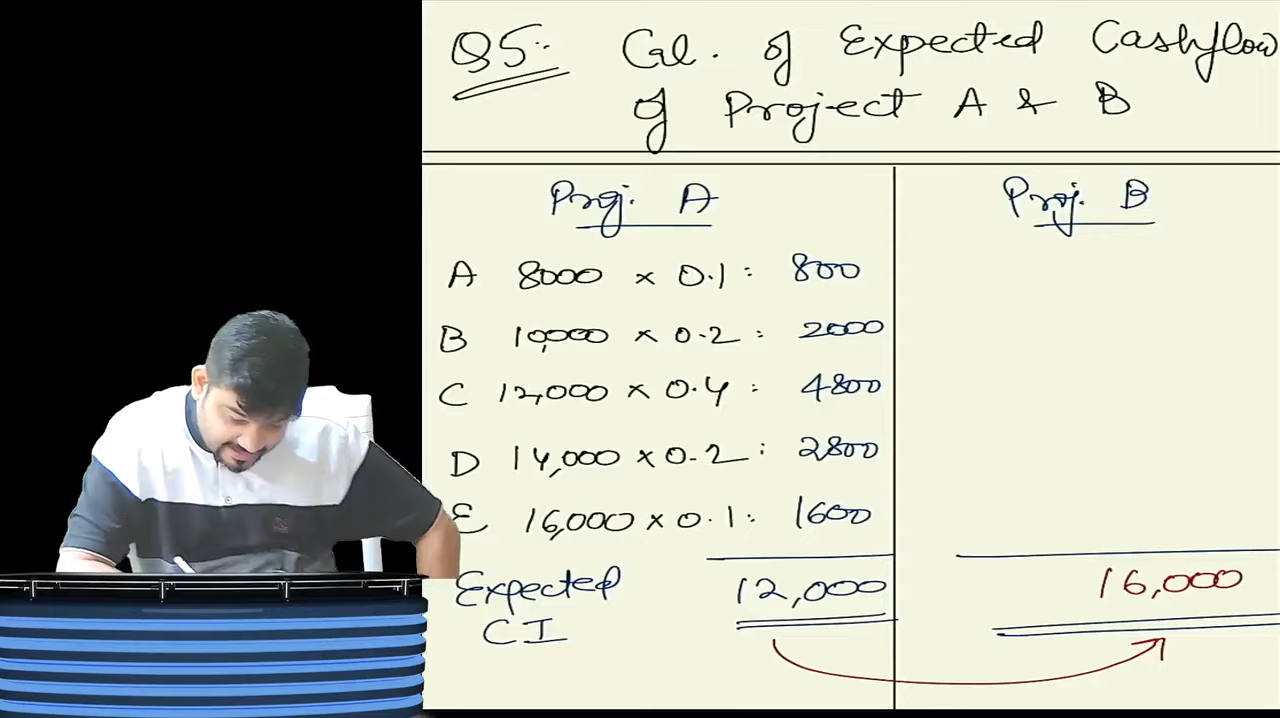 Q5:. Cal. of Expected Cashflow
of Project A & B
Proj. A
Proj. B
A 8000 × 0.1 : 800
B 10,000 × 0.2 : 2000
C 12,000 × 0.4 : 4800
D 14,000 × 0.2 : 2800
E 16,000 × 0.1 : 1600
Expected 12,000 16,000
CI